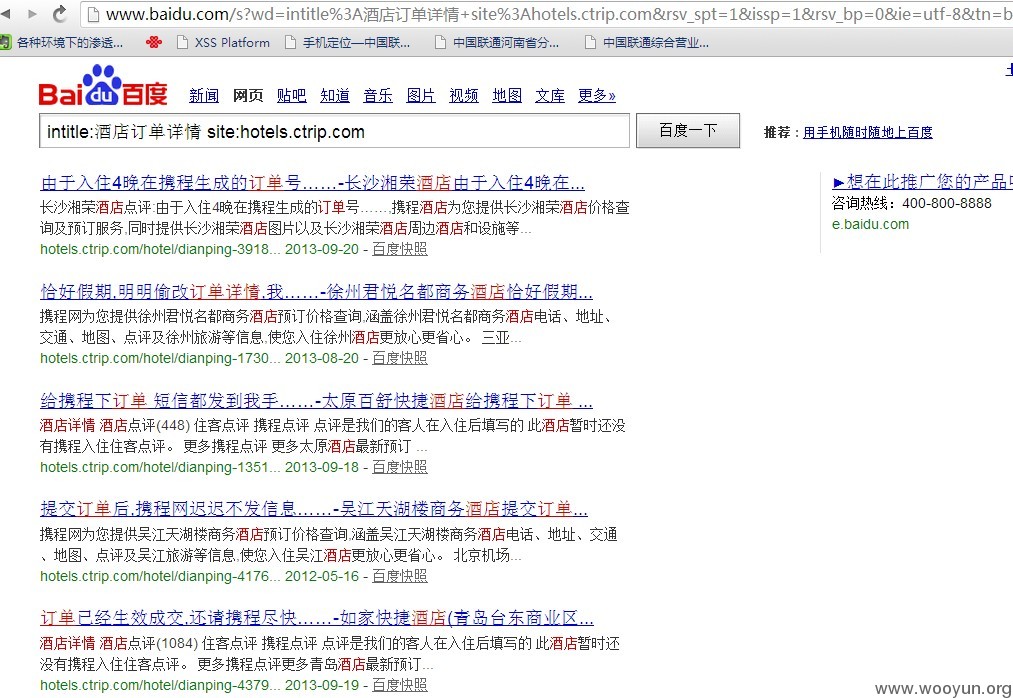 www.baidu.com/s?wd=intitle%3A酒店订单详情+site%3Ahotels.ctrip.com&rsv_spt=1&issp=1&rsv_bp=0&ie=utf-8&tn=b
各种环境下的渗透... XSS Platform 手机定位—中国联... 中国联通河南省分... 中国联通综合营业...
Bai du 百度 新闻 网页 贴吧 知道 音乐 图片 视频 地图 文库 更多»
intitle:酒店订单详情 site:hotels.ctrip.com 百度一下 推荐：用手机随时随地上百度
由于入住4晚在携程生成的订单号……-长沙湘荣酒店由于入住4晚在...
长沙湘荣酒店点评:由于入住4晚在携程生成的订单号……,携程酒店为您提供长沙湘荣酒店价格查
询及预订服务,同时提供长沙湘荣酒店图片以及长沙湘荣酒店周边酒店和设施等...
hotels.ctrip.com/hotel/dianping-3918... 2013-09-20 - 百度快照
►想在此推广您的产品
咨询热线：400-800-8888
e.baidu.com
恰好假期,明明偷改订单详情,我……-徐州君悦名都商务酒店恰好假期...
携程网为您提供徐州君悦名都商务酒店预订价格查询,涵盖徐州君悦名都商务酒店电话、地址、
交通、地图、点评及徐州旅游等信息,使您入住徐州酒店更放心更省心。 三亚...
hotels.ctrip.com/hotel/dianping-1730... 2013-08-20 - 百度快照
给携程下订单 短信都发到我手……-太原百舒快捷酒店给携程下订单 ...
酒店详情 酒店点评(448) 住客点评 携程点评 点评是我们的客人在入住后填写的 此酒店暂时还没
有携程入住住客点评。 更多携程点评 更多太原酒店最新预订 ...
hotels.ctrip.com/hotel/dianping-1351... 2013-09-18 - 百度快照
提交订单后,携程网迟迟不发信息……-吴江天湖楼商务酒店提交订单...
携程网为您提供吴江天湖楼商务酒店预订价格查询,涵盖吴江天湖楼商务酒店电话、地址、交通
、地图、点评及吴江旅游等信息,使您入住吴江酒店更放心更省心。 北京机场...
hotels.ctrip.com/hotel/dianping-4176... 2012-05-16 - 百度快照
订单已经生效成交,还请携程尽快……-如家快捷酒店(青岛台东商业区...
酒店详情 酒店点评(1084) 住客点评 携程点评 点评是我们的客人在入住后填写的 此酒店暂时还
没有携程入住住客点评。 更多携程点评更多青岛酒店最新预订...
hotels.ctrip.com/hotel/dianping-4379... 2013-09-19 - 百度快照
www.wooyun.org